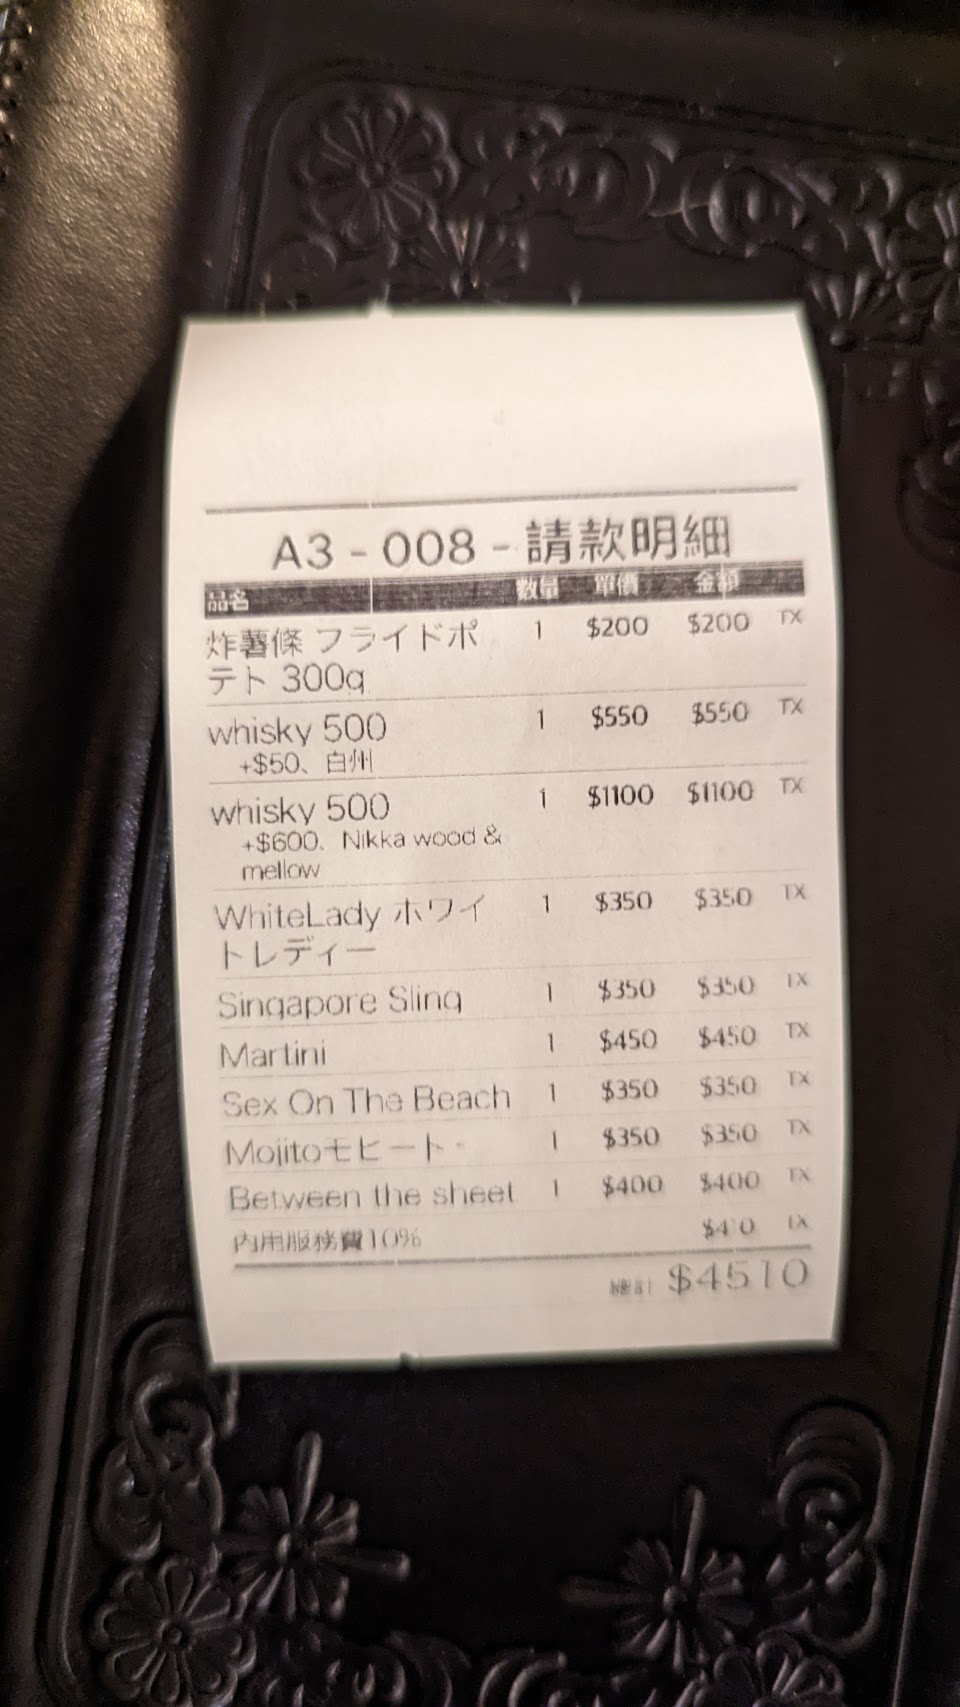 A3 - 008 - 請款明細
品名 數量 單價 金額
炸薯條 フライドポ 1 $200 $200 TX
テト 300g
whisky 500 1 $550 $550 TX
+$50、白州
whisky 500 1 $1100 $1100 TX
+$600、Nikka wood &
mellow
WhiteLady ホワイ 1 $350 $350 TX
トレディー
Singapore Sling 1 $350 $350 TX
Martini 1 $450 $450 TX
Sex On The Beach 1 $350 $350 TX
Mojitoモヒート・ 1 $350 $350 TX
Between the sheet 1 $400 $400 TX
內用服務費10% $410 TX
總計 $4510